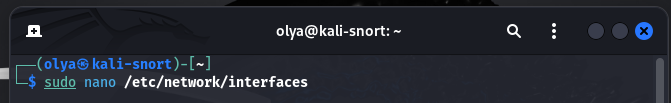 olya@kali-snort: ~
┌──(olya㉿kali-snort)-[~]
└─$ sudo nano /etc/network/interfaces